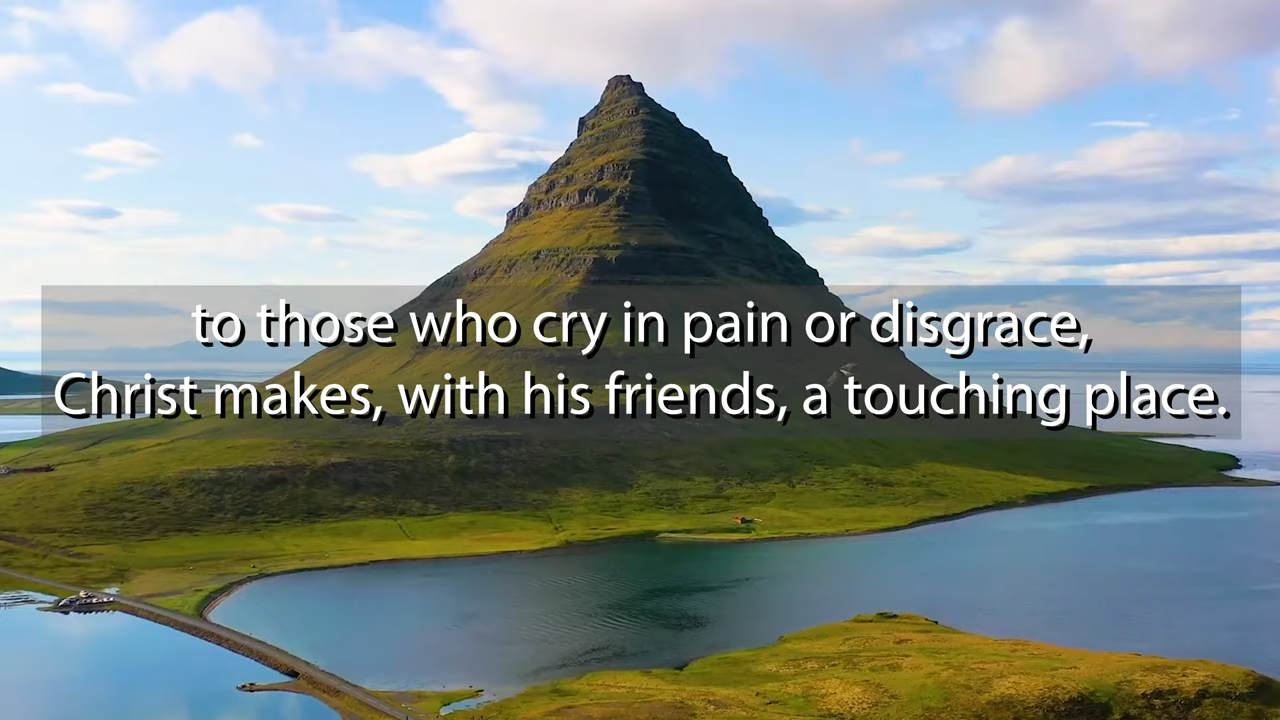 to those who cry in pain or disgrace,
Christ makes, with his friends, a touching place.